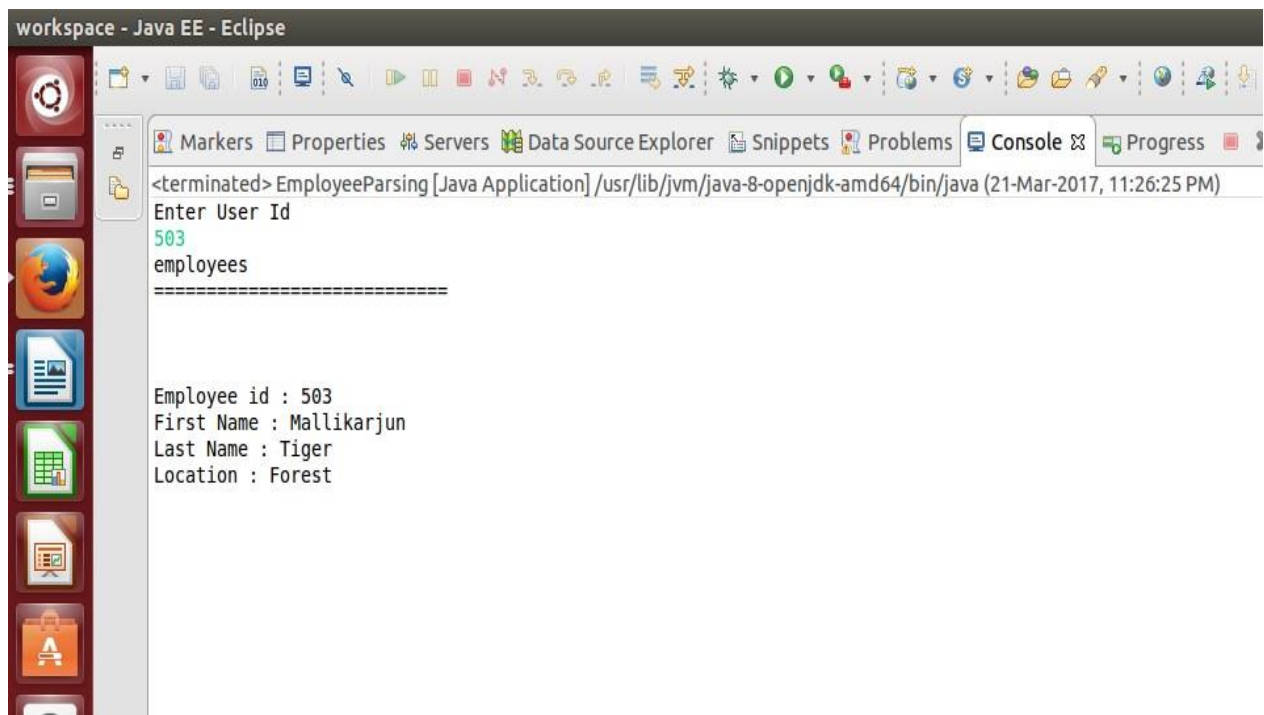 workspace - Java EE - Eclipse
Markers Properties Servers Data Source Explorer Snippets Problems Console Progress
<terminated> EmployeeParsing [Java Application] /usr/lib/jvm/java-8-openjdk-amd64/bin/java (21-Mar-2017, 11:26:25 PM)
Enter User Id
503
employees
============================
Employee id : 503
First Name : Mallikarjun
Last Name : Tiger
Location : Forest